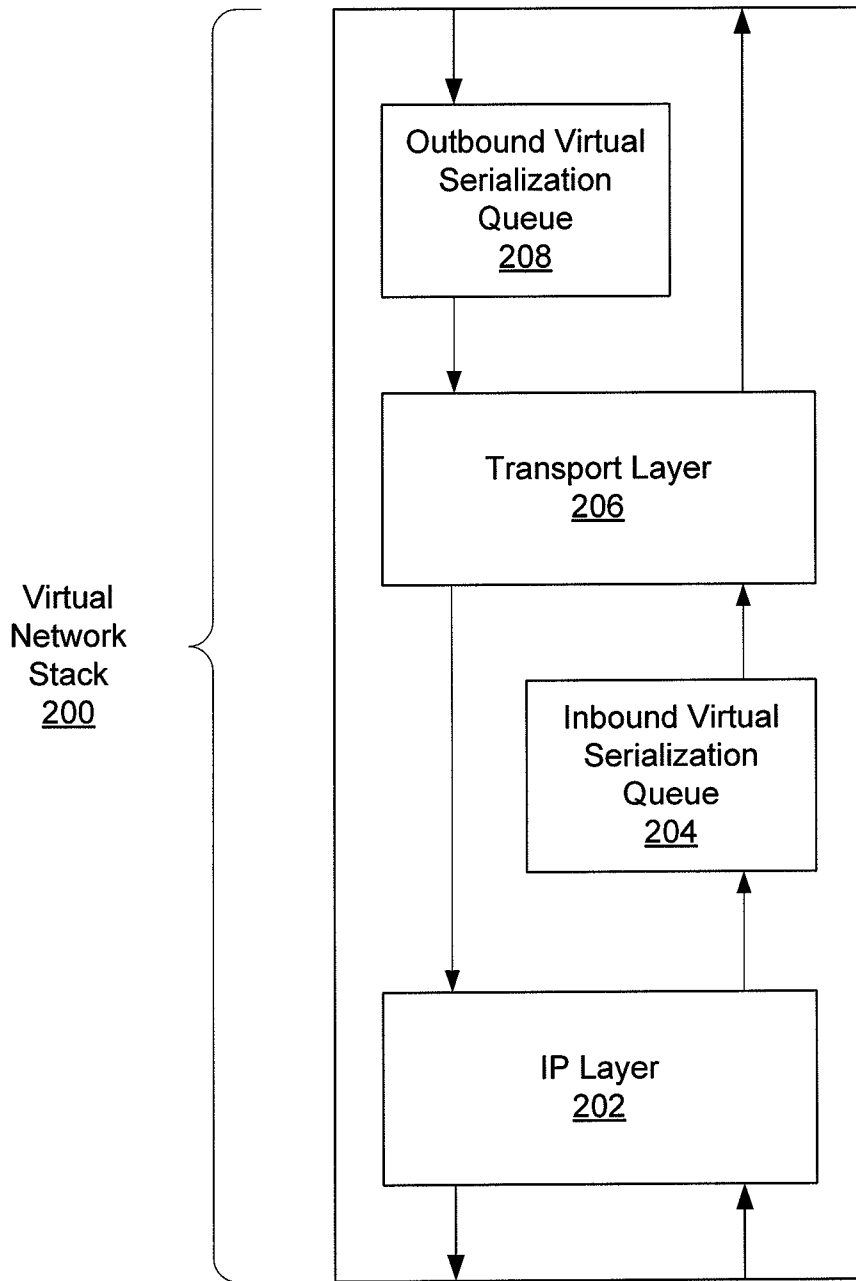 Outbound Virtual
Serialization
Queue
208
Transport Layer
206
Virtual
Network
Stack
200
Inbound Virtual
Serialization
Queue
204
IP Layer
202